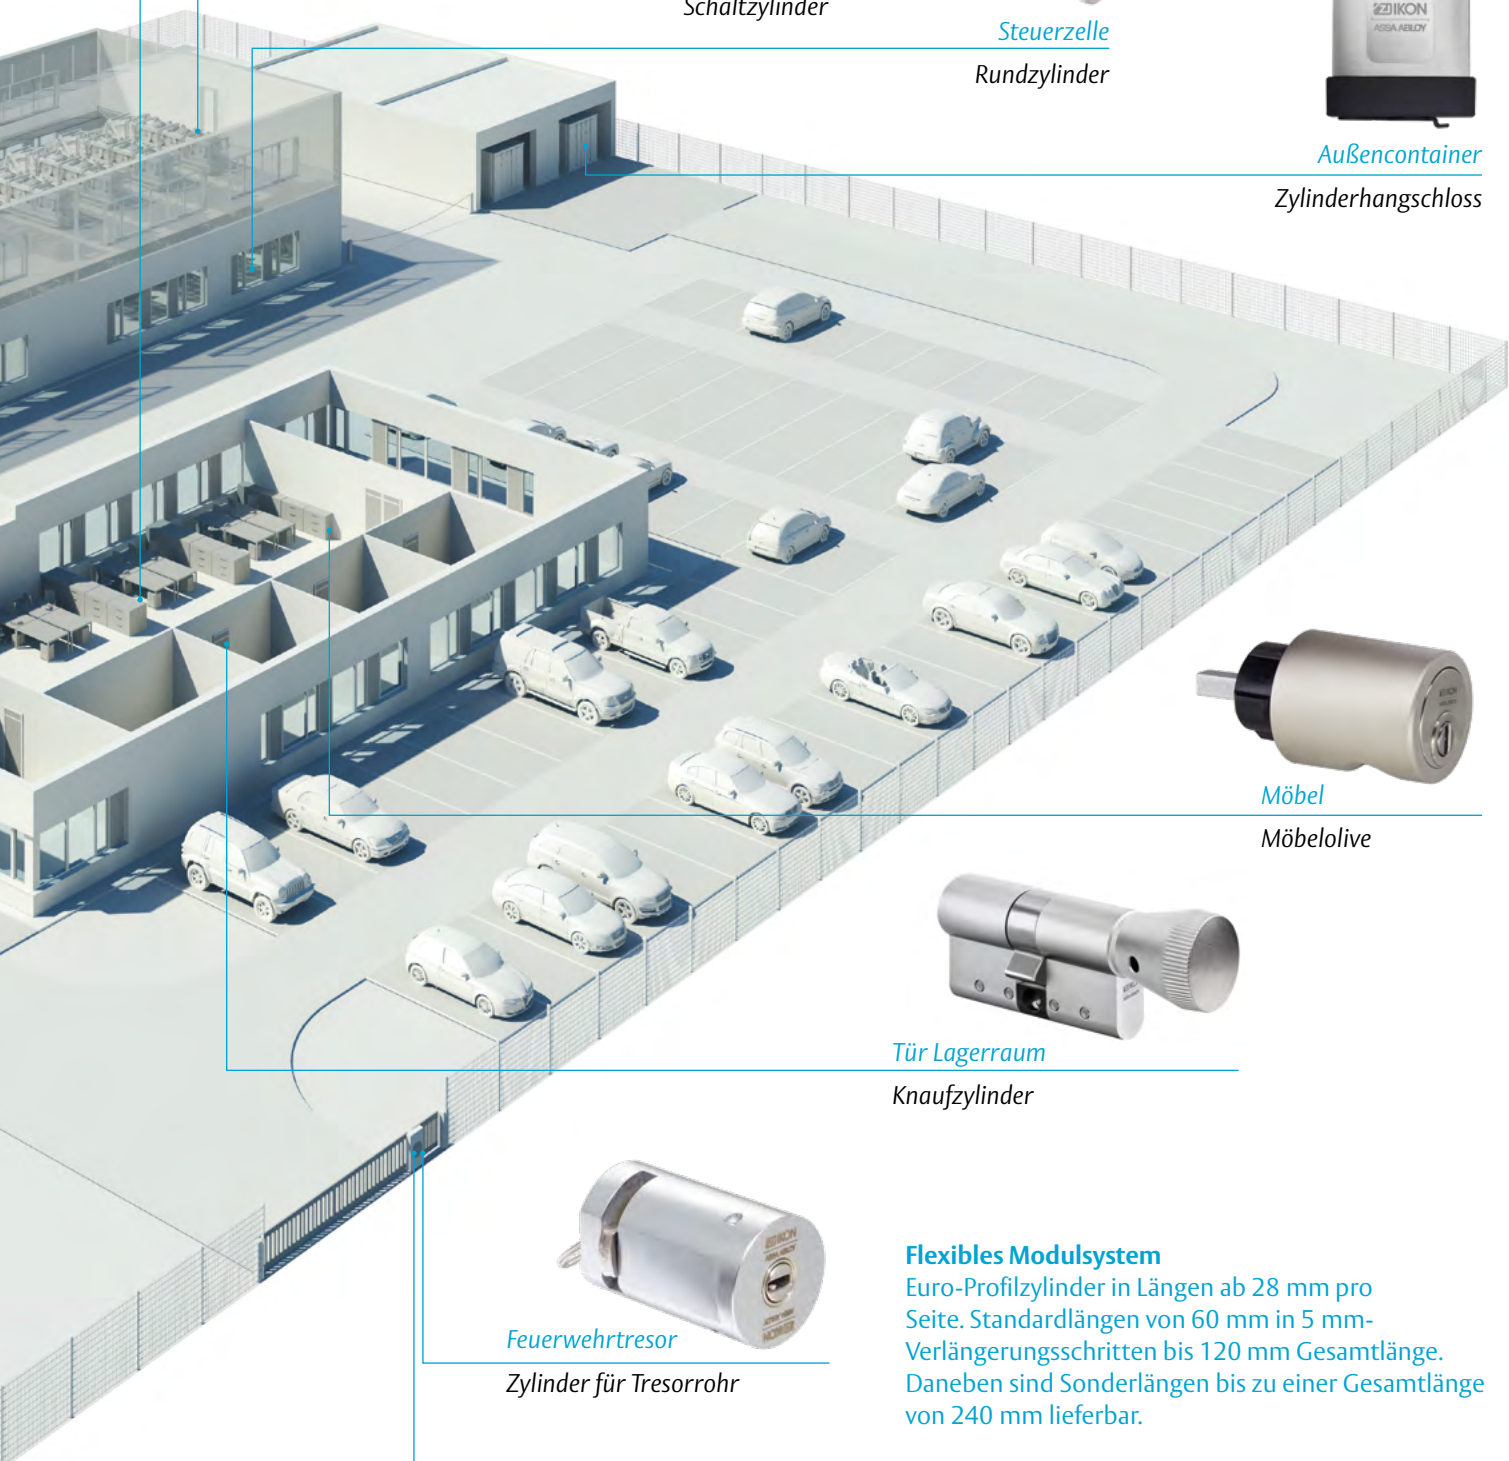 Schaltzylinder
Steuerzelle
Rundzylinder
IKON
ASSA ABLOY
Außencontainer
Zylinderhangschloss
Möbel
Möbelolive
Tür Lagerraum
Knaufzylinder
IKON
ASSA ABLOY
Feuerwehrtresor
Zylinder für Tresorrohr
Flexibles Modulsystem
Euro-Profilzylinder in Längen ab 28 mm pro
Seite. Standardlängen von 60 mm in 5 mm-
Verlängerungsschritten bis 120 mm Gesamtlänge.
Daneben sind Sonderlängen bis zu einer Gesamtlänge
von 240 mm lieferbar.